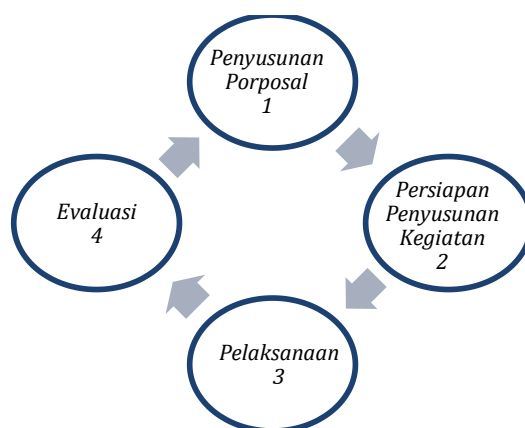 Penyusunan
Porposal
1
Persiapan
Penyusunan
Kegiatan
2
Pelaksanaan
3
Evaluasi
4